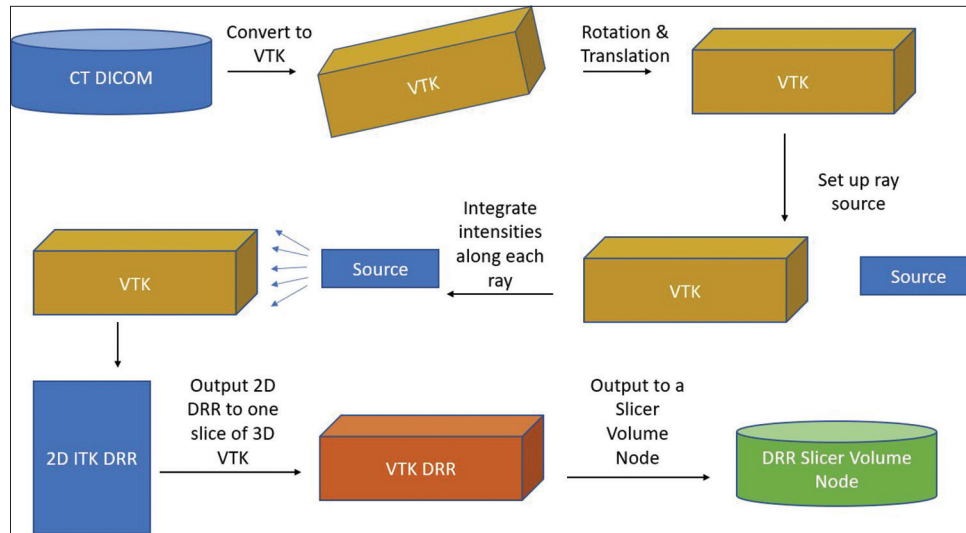 CT DICOM
Convert to
VTK
VTK
Rotation &
Translation
VTK
Set up ray
source
VTK
Source
Integrate
intensities
along each
ray
Source
VTK
2D ITK DRR
Output 2D
DRR to one
slice of 3D
VTK
VTK DRR
Output to a
Slicer
Volume
Node
DRR Slicer Volume
Node